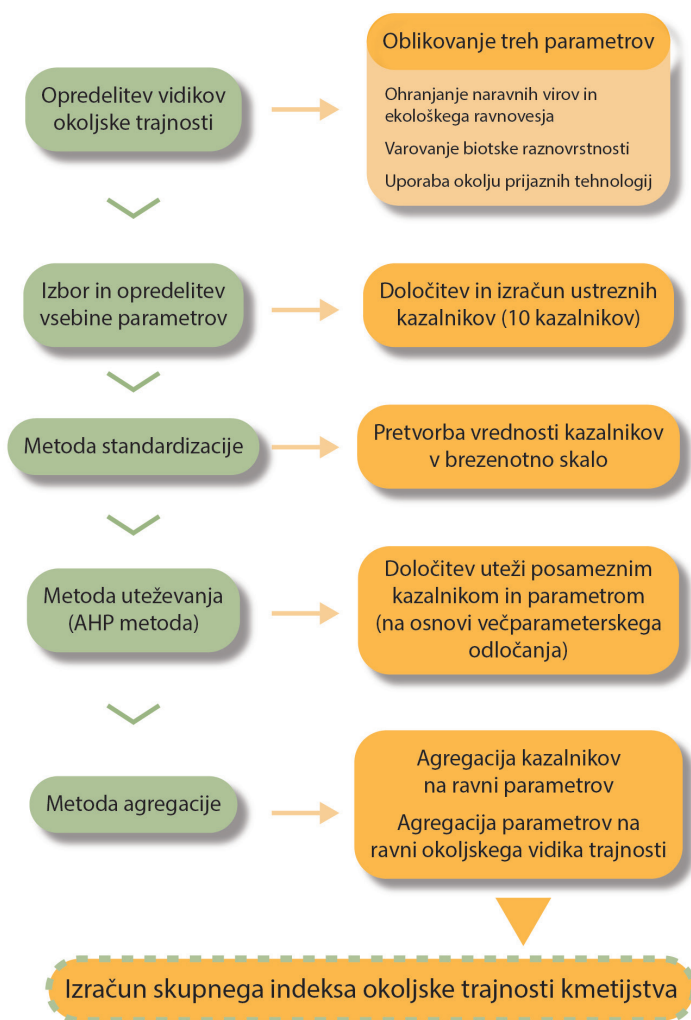 Opredelitev vidikov
okoljske trajnosti
Oblikovanje treh parametrov
Ohranjanje naravnih virov in
ekološkega ravnovesja
Varovanje biotske raznovrstnosti
Uporaba okolju prijaznih tehnologij
Izbor in opredelitev
vsebine parametrov
Določitev in izračun ustreznih
kazalnikov (10 kazalnikov)
Metoda standardizacije
Pretvorba vrednosti kazalnikov
v brezenotno skalo
Metoda uteževanja
(AHP metoda)
Določitev uteži posameznim
kazalnikom in parametrom
(na osnovi večparameterskega
odločanja)
Metoda agregacije
Agregacija kazalnikov
na ravni parametrov
Agregacija parametrov na
ravni okoljskega vidika trajnosti
Izračun skupnega indeksa okoljske trajnosti kmetijstva